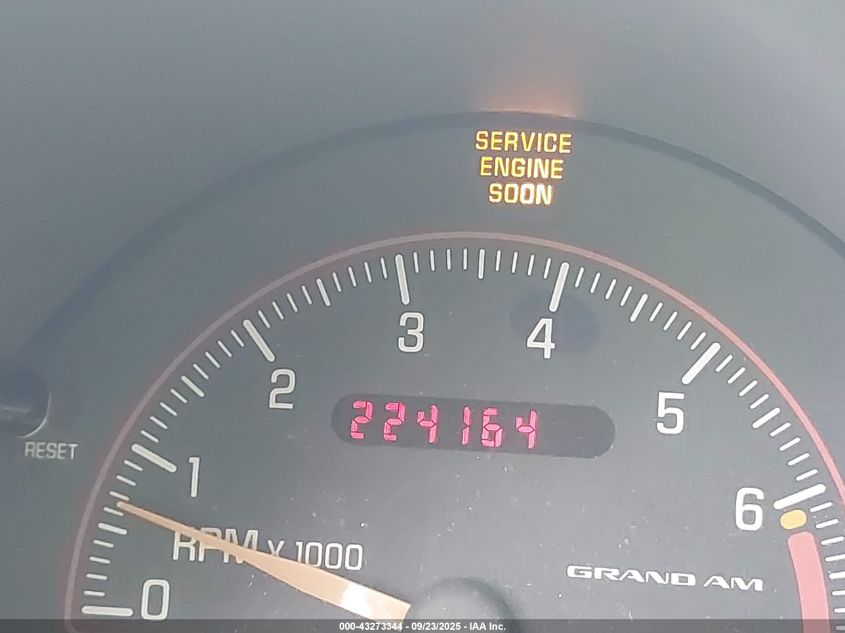 SERVICE
ENGINE
SOON
3
4
2
5
224164
RESET
1
6
RPM x 1000
GRAND AM
0
000-43273344 - 09/23/2025 - IAA Inc.